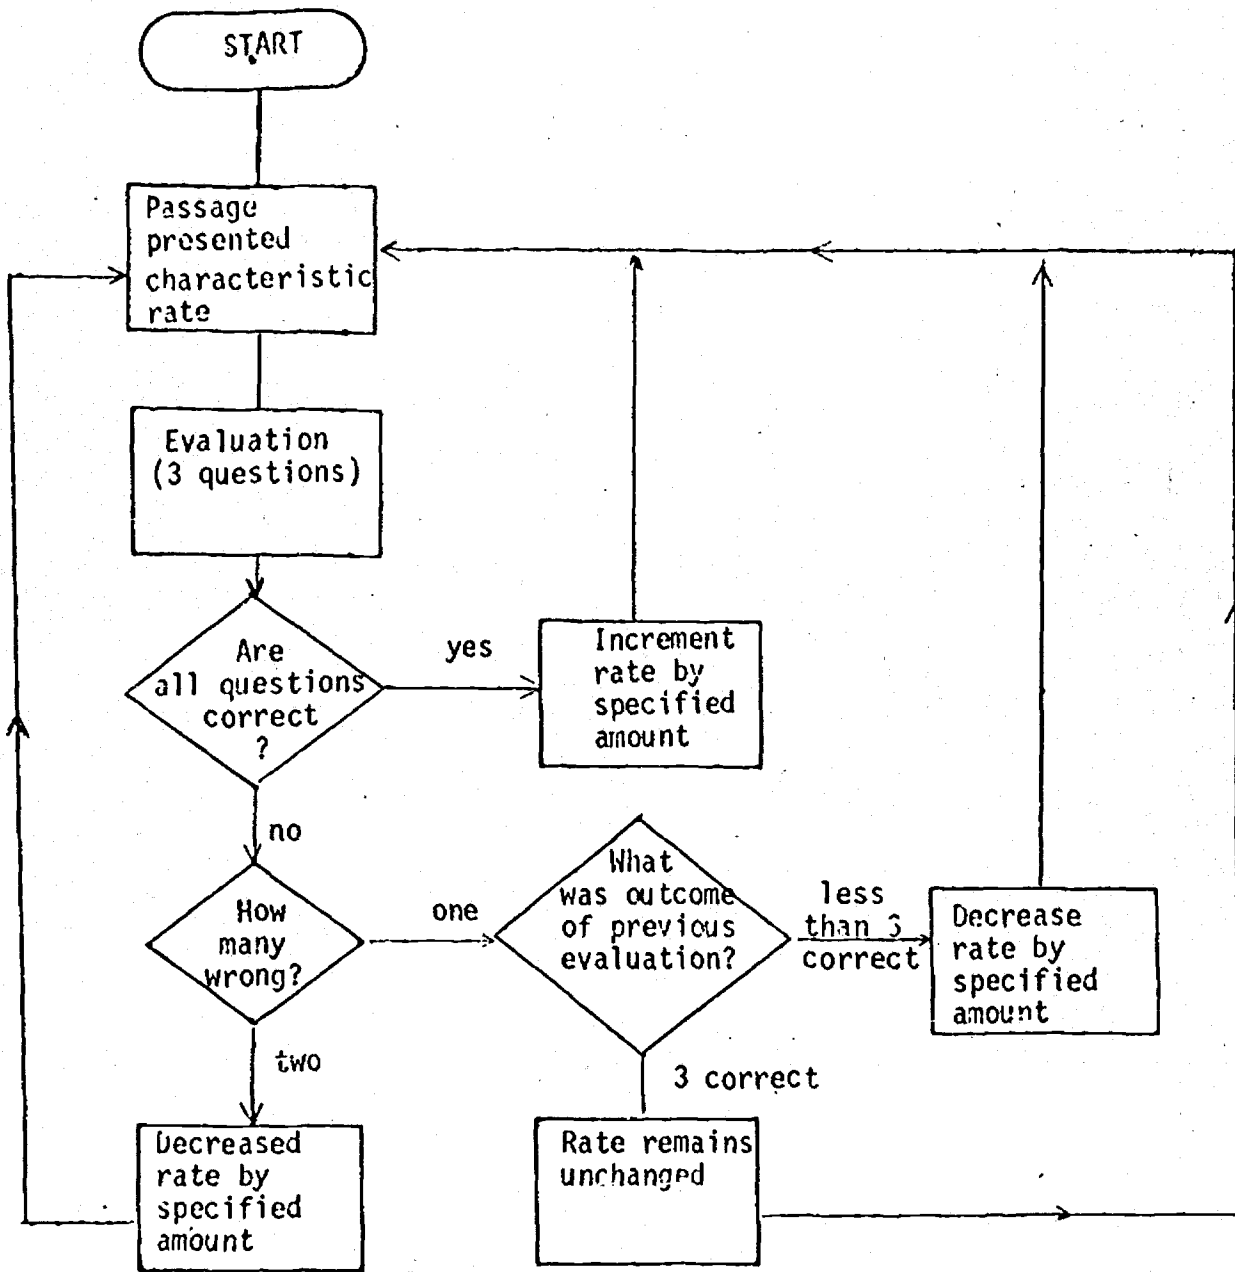 START
Passage
presented
characteristic
rate
Evaluation
(3 questions)
Are
all questions
correct
?
yes
Increment
rate by
specified
amount
no
How
many
wrong?
one
What
was outcome
of previous
evaluation?
less
than 3
correct
Decrease
rate by
specified
amount
two
3 correct
Decreased
rate by
specified
amount
Rate remains
unchanged